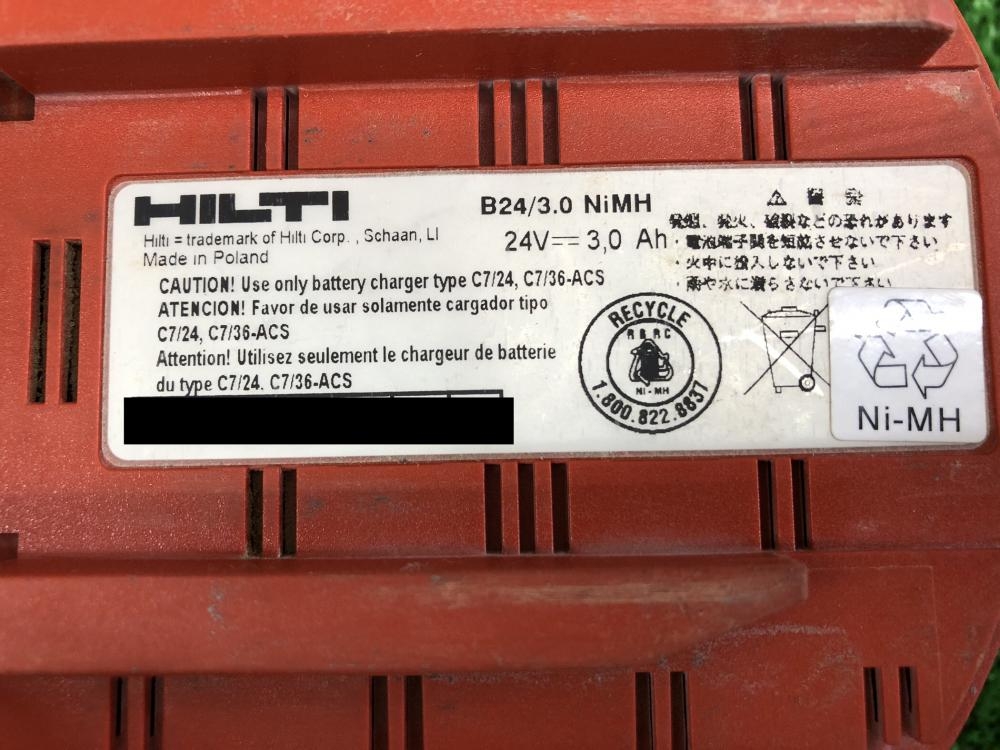 HILTI
Hilti = trademark of Hilti Corp. , Schaan, LI
Made in Poland
B24/3.0 NiMH
24V⎓ 3,0 Ah
CAUTION! Use only battery charger type C7/24, C7/36-ACS
ATENCION! Favor de usar solamente cargador tipo
C7/24, C7/36-ACS
Attention! Utilisez seulement le chargeur de batterie
du type C7/24. C7/36-ACS
⚠ 警告
発熱、発火、破裂などの恐れがあります
・電池端子間を短絡させないで下さい
・火中に投入しないで下さい
・雨や水に濡らさないで下さい
RECYCLE
RBRC
Ni-MH
1.800.822.8837
Ni-MH